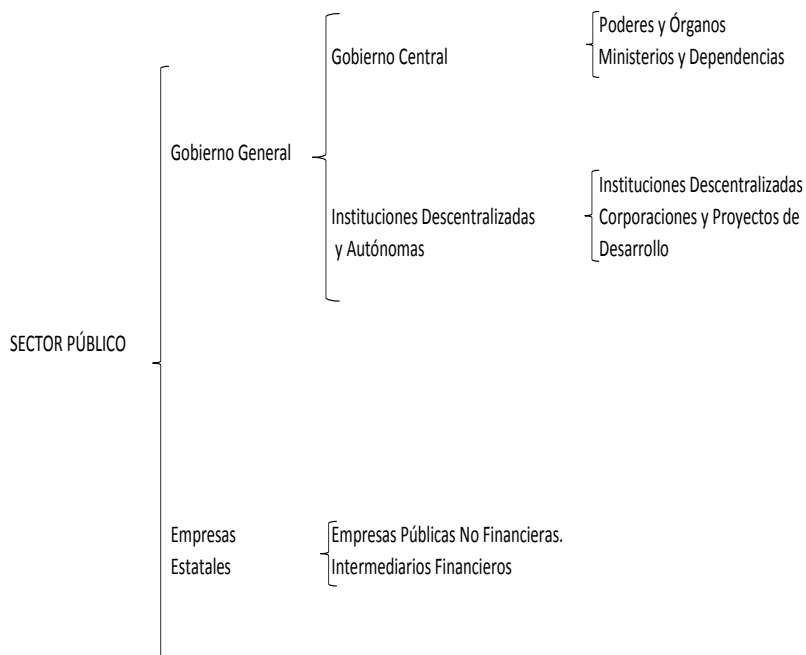 Poderes y Órganos
Gobierno Central
Ministerios y Dependencias
Gobierno General
Instituciones Descentralizadas
Instituciones Descentralizadas
Corporaciones y Proyectos de
y Autónomas
Desarrollo
SECTOR PÚBLICO
Empresas
Empresas Públicas No Financieras.
Estatales
Intermediarios Financieros